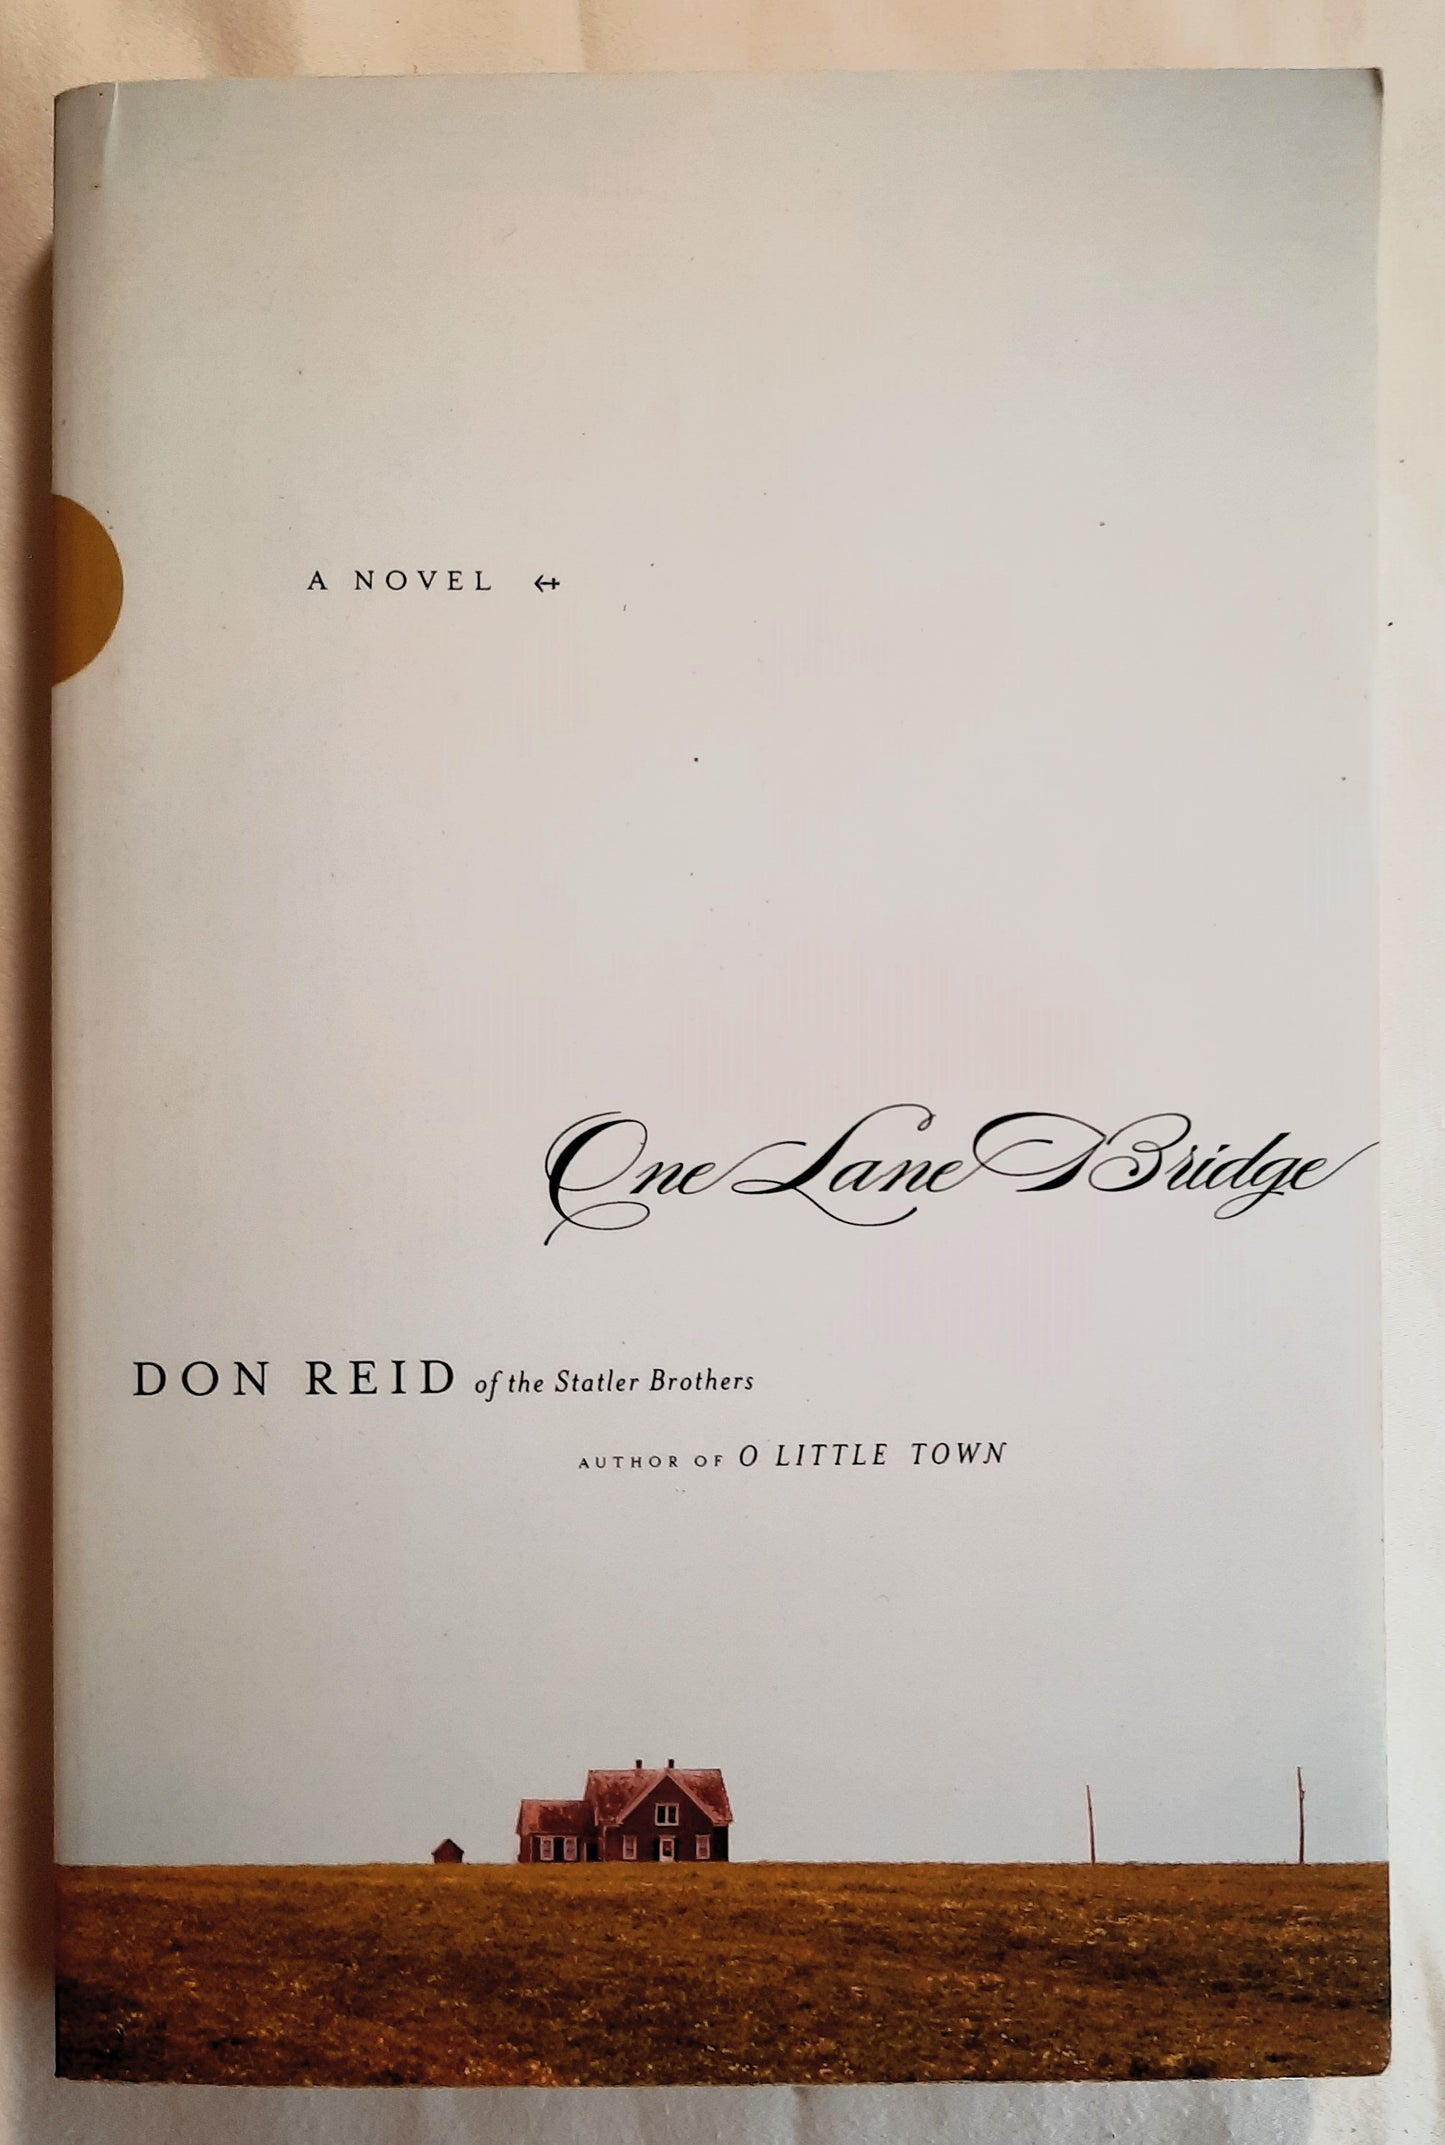 A NOVEL
One Lane Bridge
DON REID of the Statler Brothers
AUTHOR OF O LITTLE TOWN